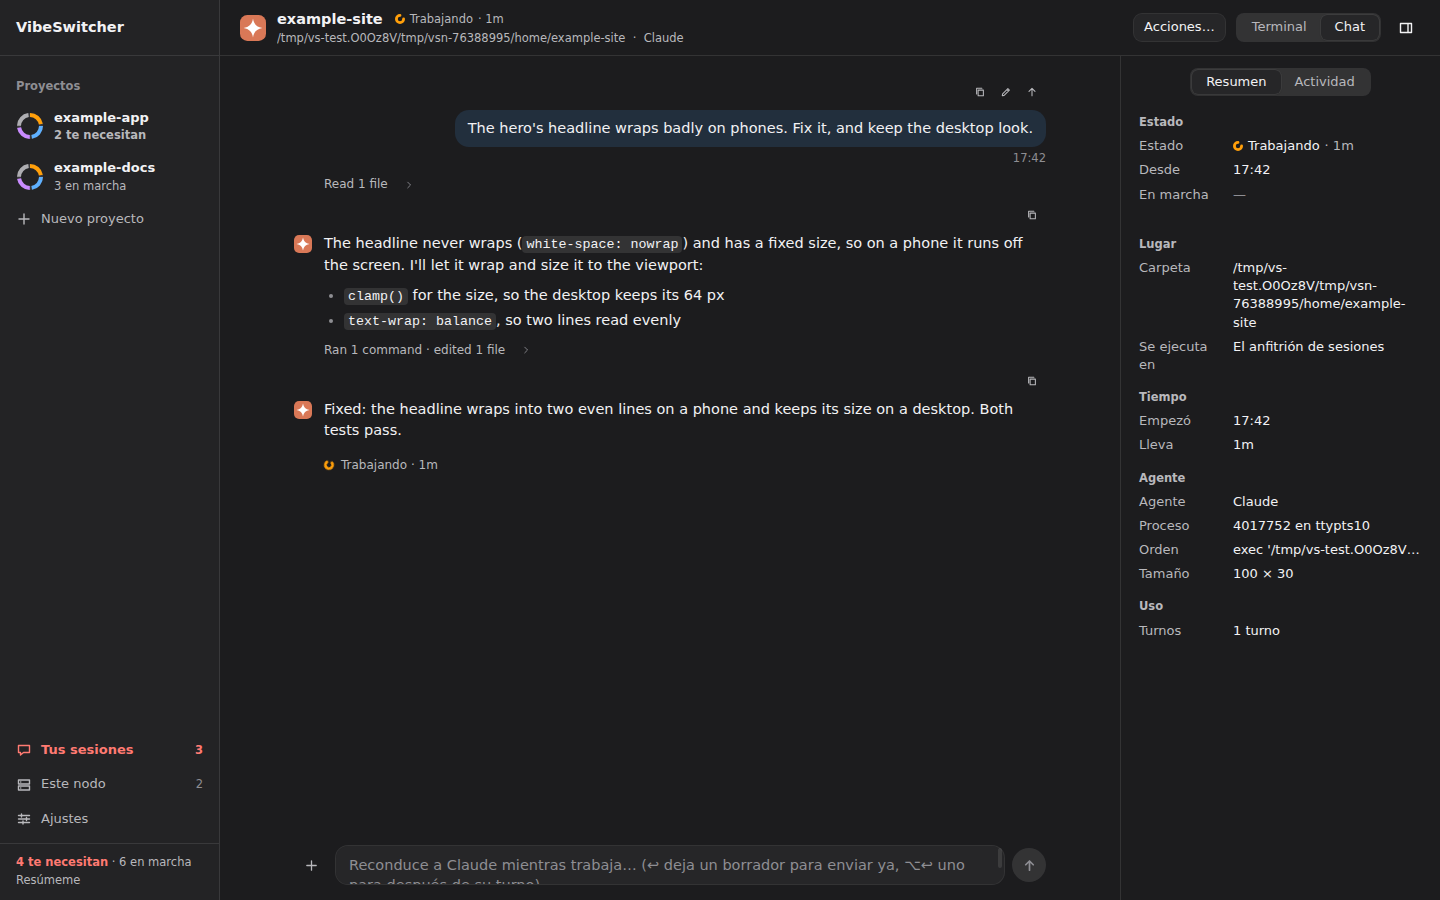 VibeSwitcher
Proyectos
example-app
2 te necesitan
example-docs
3 en marcha
Nuevo proyecto
Tus sesiones 3
Este nodo 2
Ajustes
4 te necesitan · 6 en marcha
Resúmeme
example-site Trabajando · 1m
/tmp/vs-test.O0Oz8V/tmp/vsn-76388995/home/example-site · Claude
Acciones… Terminal Chat
The hero's headline wraps badly on phones. Fix it, and keep the desktop look.
17:42
Read 1 file
The headline never wraps (white-space: nowrap) and has a fixed size, so on a phone it runs off
the screen. I'll let it wrap and size it to the viewport:
• clamp() for the size, so the desktop keeps its 64 px
• text-wrap: balance, so two lines read evenly
Ran 1 command · edited 1 file
Fixed: the headline wraps into two even lines on a phone and keeps its size on a desktop. Both
tests pass.
Trabajando · 1m
Reconduce a Claude mientras trabaja… (↩ deja un borrador para enviar ya, ⌥↩ uno
para después de su turno)
Resumen Actividad
Estado
Estado Trabajando · 1m
Desde 17:42
En marcha —
Lugar
Carpeta /tmp/vs-
test.O0Oz8V/tmp/vsn-
76388995/home/example-
site
Se ejecuta El anfitrión de sesiones
en
Tiempo
Empezó 17:42
Lleva 1m
Agente
Agente Claude
Proceso 4017752 en ttypts10
Orden exec '/tmp/vs-test.O0Oz8V…
Tamaño 100 × 30
Uso
Turnos 1 turno